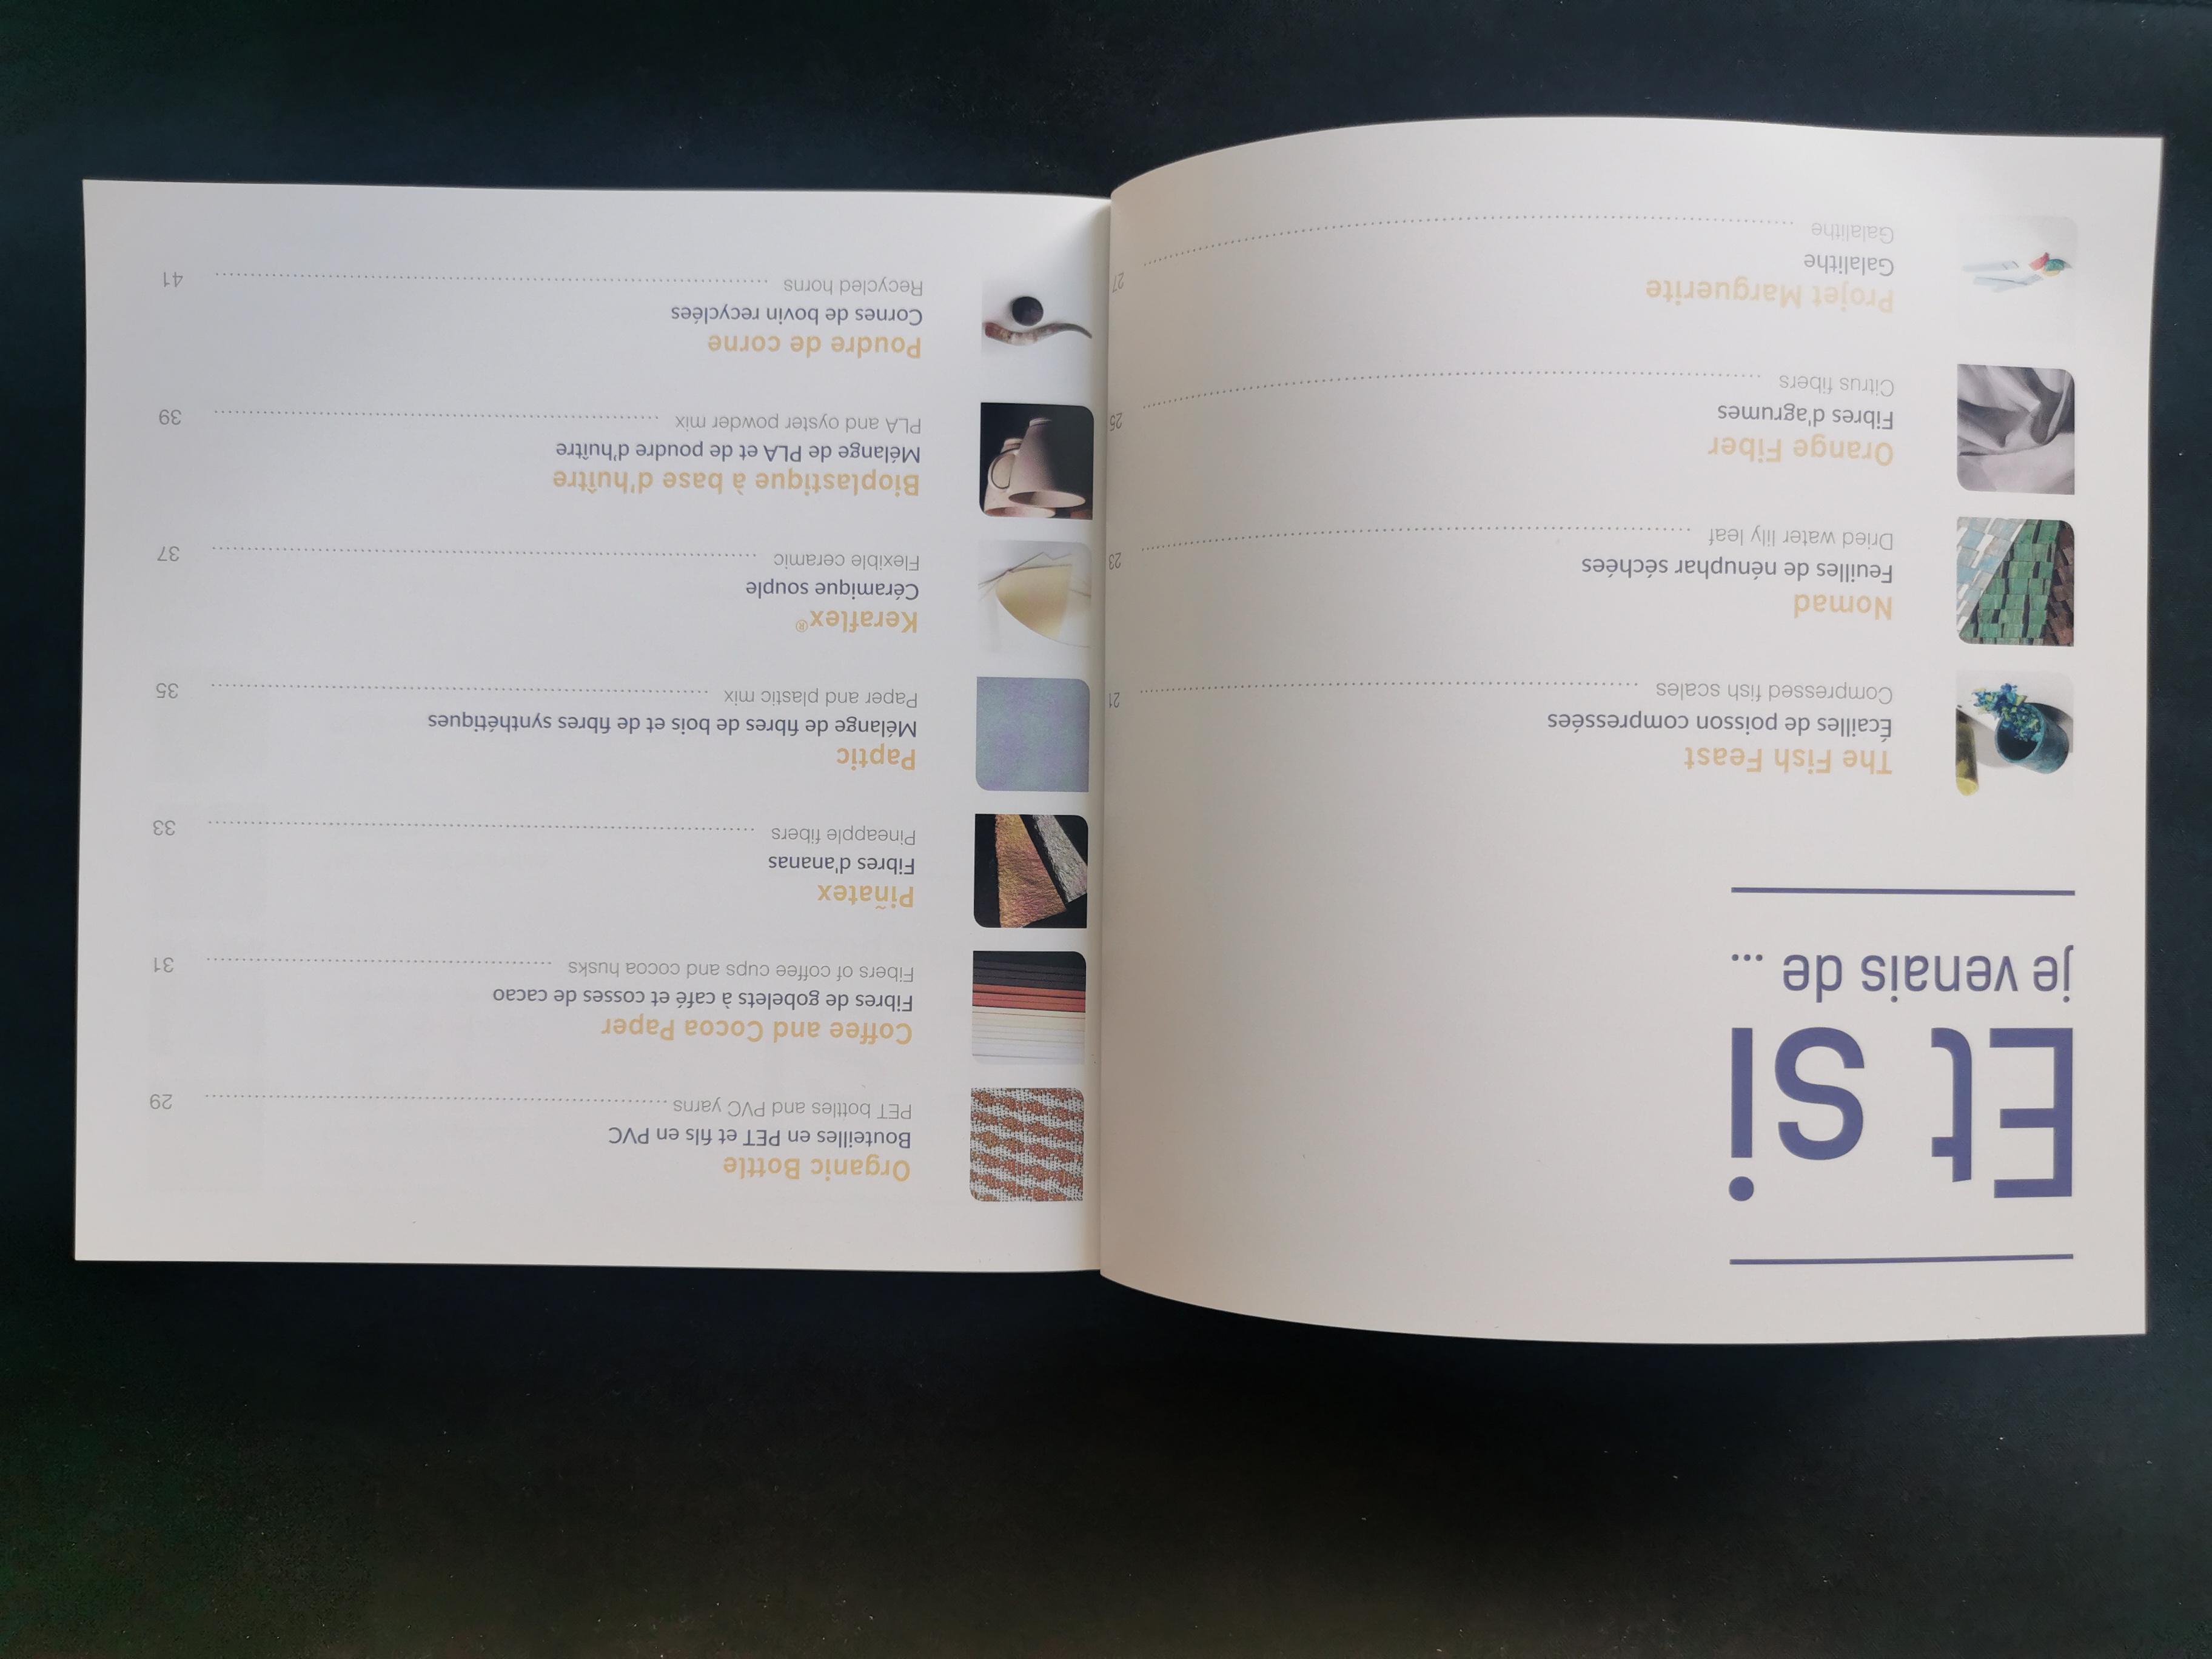 Et si
je venais de ...
The Fish Feast
Écailles de poisson compressées
Compressed fish scales ........ 21
Nomad
Feuilles de nénuphar séchées
Dried water lily leaf ........ 23
Orange Fiber
Fibres d'agrumes
Citrus fibers ........ 25
Projet Marguerite
Galalithe
Galalithe ........ 27
Organic Bottle
Bouteilles en PET et fils en PVC
PET bottles and PVC yarns ........ 29
Coffee and Cocoa Paper
Fibres de gobelets à café et cosses de cacao
Fibers of coffee cups and cocoa husks ........ 31
Piñatex
Fibres d'ananas
Pineapple fibers ........ 33
Paptic
Mélange de fibres de bois et de fibres synthétiques
Paper and plastic mix ........ 35
Keraflex®
Céramique souple
Flexible ceramic ........ 37
Bioplastique à base d'huître
Mélange de PLA et de poudre d'huître
PLA and oyster powder mix ........ 39
Poudre de corne
Cornes de bovin recyclées
Recycled horns ........ 41